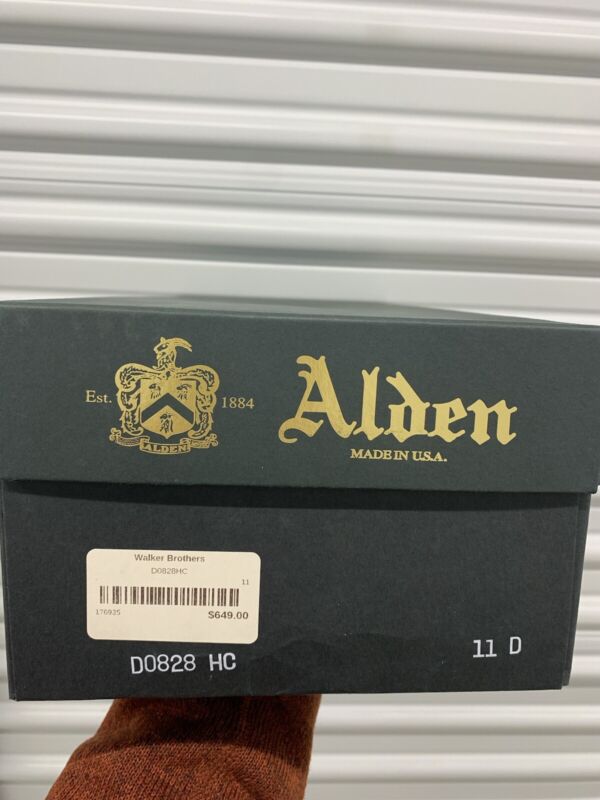 Est.
1884
ALDEN
Alden
MADE IN U.S.A.
Walker Brothers
D0828HC
11
176935
$649.00
D0828 HC
11 D